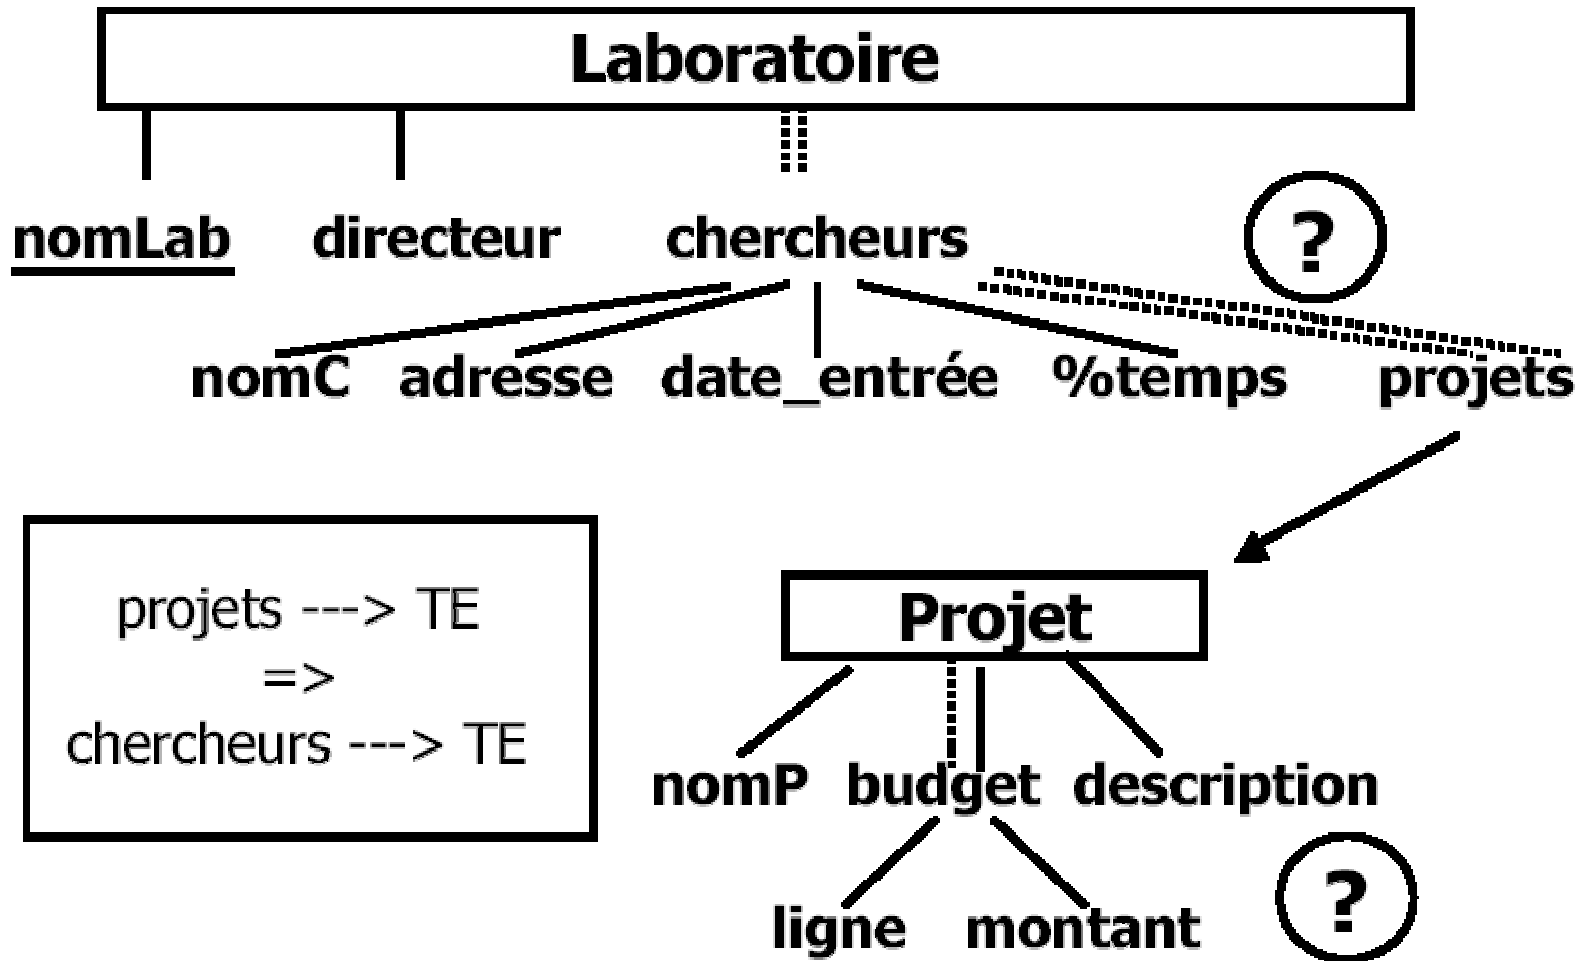 Laboratoire
nomLab directeur chercheurs ?
nomC adresse date_entrée %temps projets
projets ---> TE
=>
chercheurs ---> TE
Projet
nomP budget description
ligne montant ?